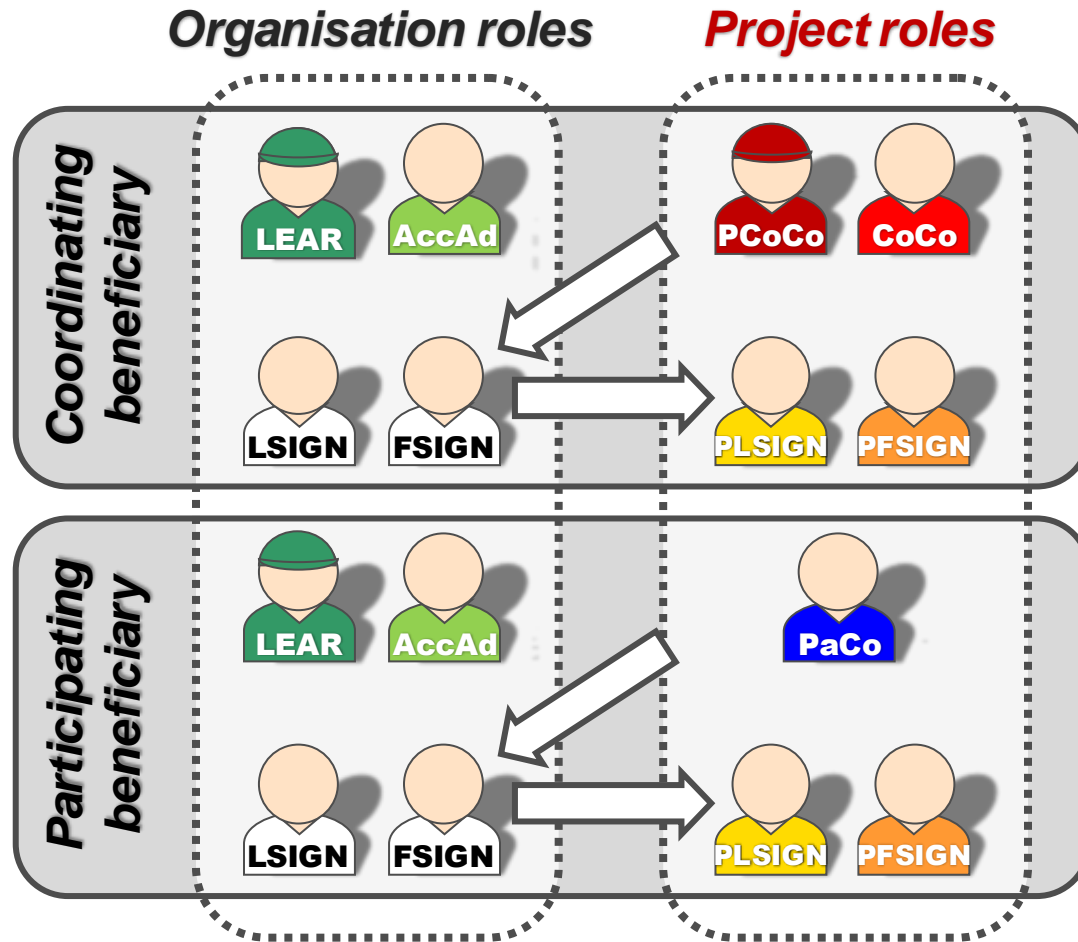 Organisation roles
Project roles
Coordinating
beneficiary
LEAR
AccAd
PCoCo
CoCo
LSIGN
FSIGN
PLSIGN
PFSIGN
Participating
beneficiary
LEAR
AccAd
PaCo
LSIGN
FSIGN
PLSIGN
PFSIGN